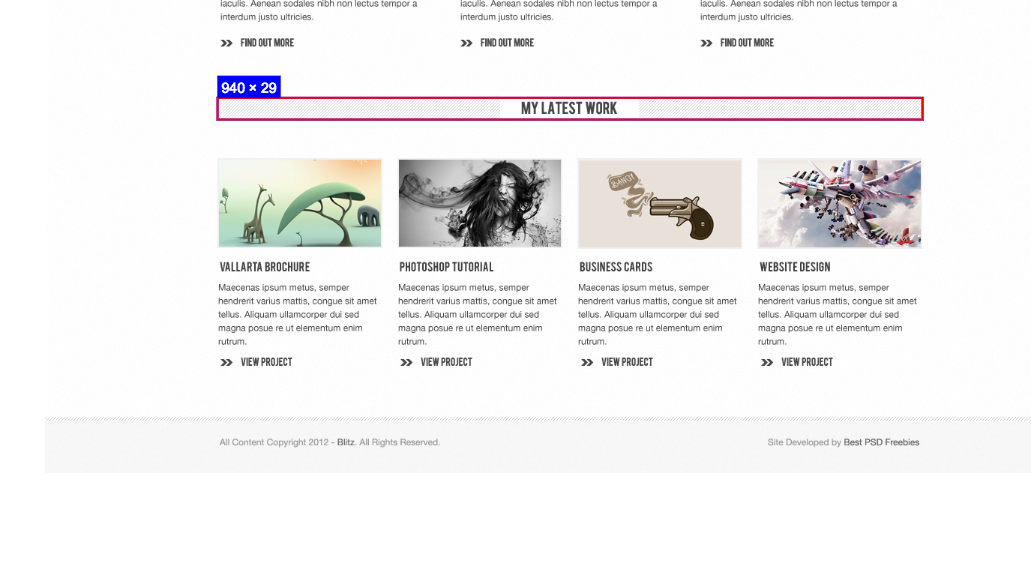 iaculis. Aenean sodales nibh non lectus tempor a
interdum justo ultricies.
FIND OUT MORE
iaculis. Aenean sodales nibh non lectus tempor a
interdum justo ultricies.
FIND OUT MORE
iaculis. Aenean sodales nibh non lectus tempor a
interdum justo ultricies.
FIND OUT MORE
940 × 29
MY LATEST WORK
BANG!
VALLARTA BROCHURE
Maecenas ipsum metus, semper
hendrerit varius mattis, congue sit amet
tellus. Aliquam ullamcorper dui sed
magna posue re ut elementum enim
rutrum.
VIEW PROJECT
PHOTOSHOP TUTORIAL
Maecenas ipsum metus, semper
hendrerit varius mattis, congue sit amet
tellus. Aliquam ullamcorper dui sed
magna posue re ut elementum enim
rutrum.
VIEW PROJECT
BUSINESS CARDS
Maecenas ipsum metus, semper
hendrerit varius mattis, congue sit amet
tellus. Aliquam ullamcorper dui sed
magna posue re ut elementum enim
rutrum.
VIEW PROJECT
WEBSITE DESIGN
Maecenas ipsum metus, semper
hendrerit varius mattis, congue sit amet
tellus. Aliquam ullamcorper dui sed
magna posue re ut elementum enim
rutrum.
VIEW PROJECT
All Content Copyright 2012 - Blitz. All Rights Reserved.
Site Developed by Best PSD Freebies